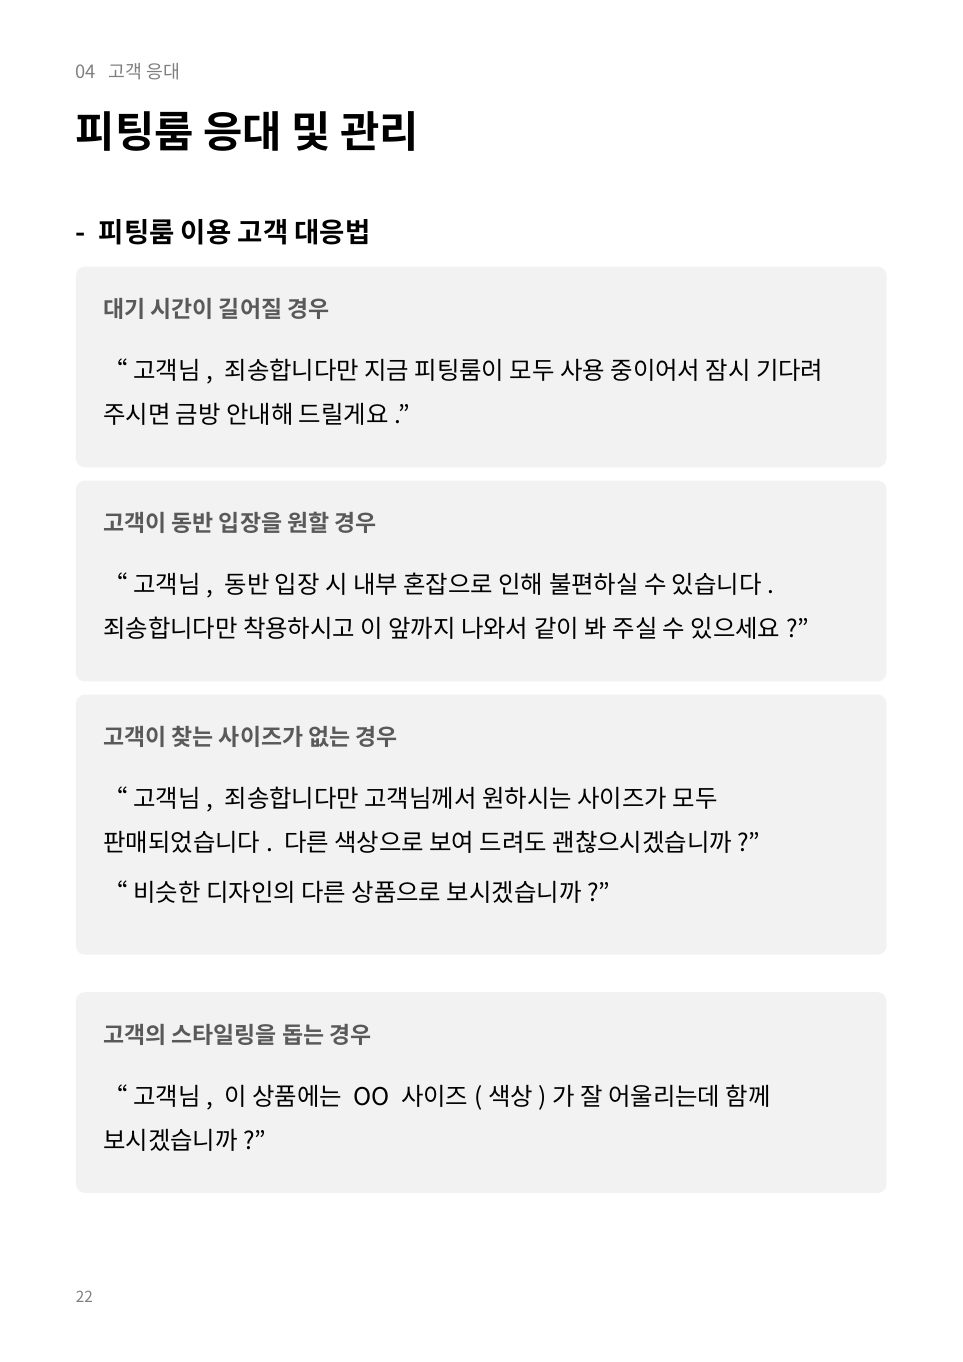 04 고객 응대
피팅룸 응대 및 관리
- 피팅룸 이용 고객 대응법
대기 시간이 길어질 경우
“ 고객님 , 죄송합니다만 지금 피팅룸이 모두 사용 중이어서 잠시 기다려
주시면 금방 안내해 드릴게요 .”
고객이 동반 입장을 원할 경우
“ 고객님 , 동반 입장 시 내부 혼잡으로 인해 불편하실 수 있습니다 .
죄송합니다만 착용하시고 이 앞까지 나와서 같이 봐 주실 수 있으세요 ?”
고객이 찾는 사이즈가 없는 경우
“ 고객님 , 죄송합니다만 고객님께서 원하시는 사이즈가 모두
판매되었습니다 . 다른 색상으로 보여 드려도 괜찮으시겠습니까 ?”
“ 비슷한 디자인의 다른 상품으로 보시겠습니까 ?”
고객의 스타일링을 돕는 경우
“ 고객님 , 이 상품에는 OO 사이즈 ( 색상 ) 가 잘 어울리는데 함께
보시겠습니까 ?”
22